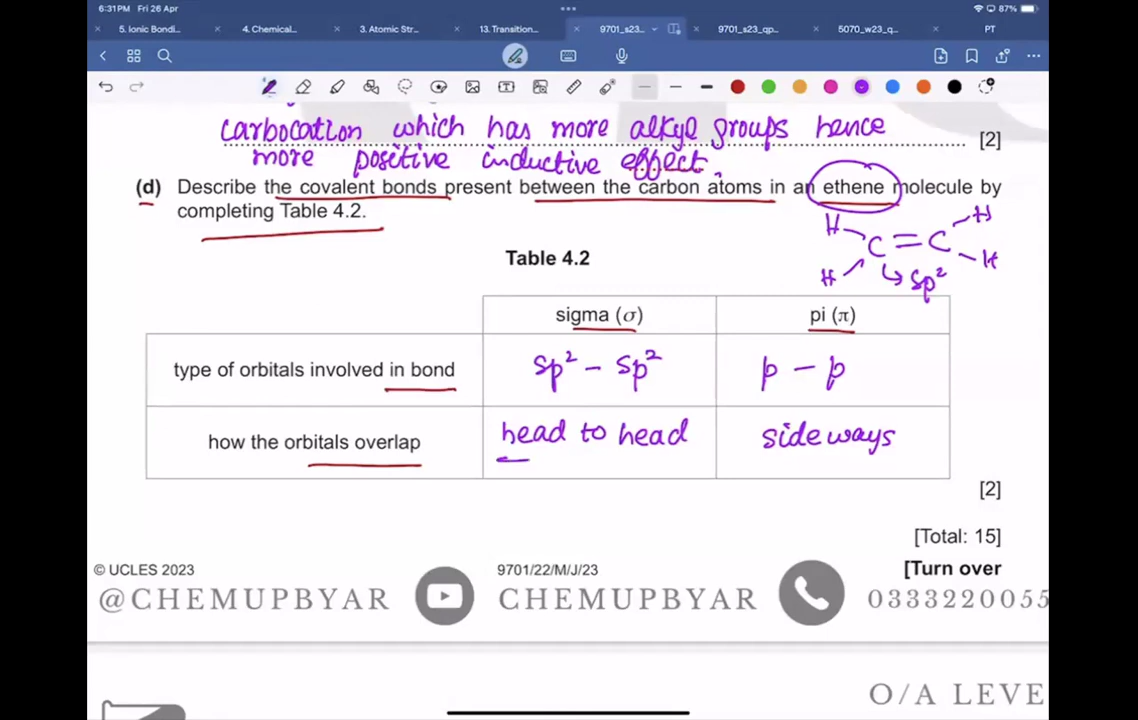 6:31PM Fri 26 Apr
87%
5. Ionic Bondi...
4. Chemical...
3. Atomic Str...
13. Transition...
9701_s23...
9701_s23_qp...
5070_w23_q...
PT
carbocation which has more alkyl groups hence
[2]
more positive inductive effect.
(d) Describe the covalent bonds present between the carbon atoms in an ethene molecule by
completing Table 4.2.
H H
C = C
H H
sp²
Table 4.2
sigma (σ) pi (π)
type of orbitals involved in bond sp² – sp² p – p
how the orbitals overlap head to head sideways
[2]
[Total: 15]
© UCLES 2023 9701/22/M/J/23 [Turn over
@CHEMUPBYAR CHEMUPBYAR 0333220055
O/A LEVE